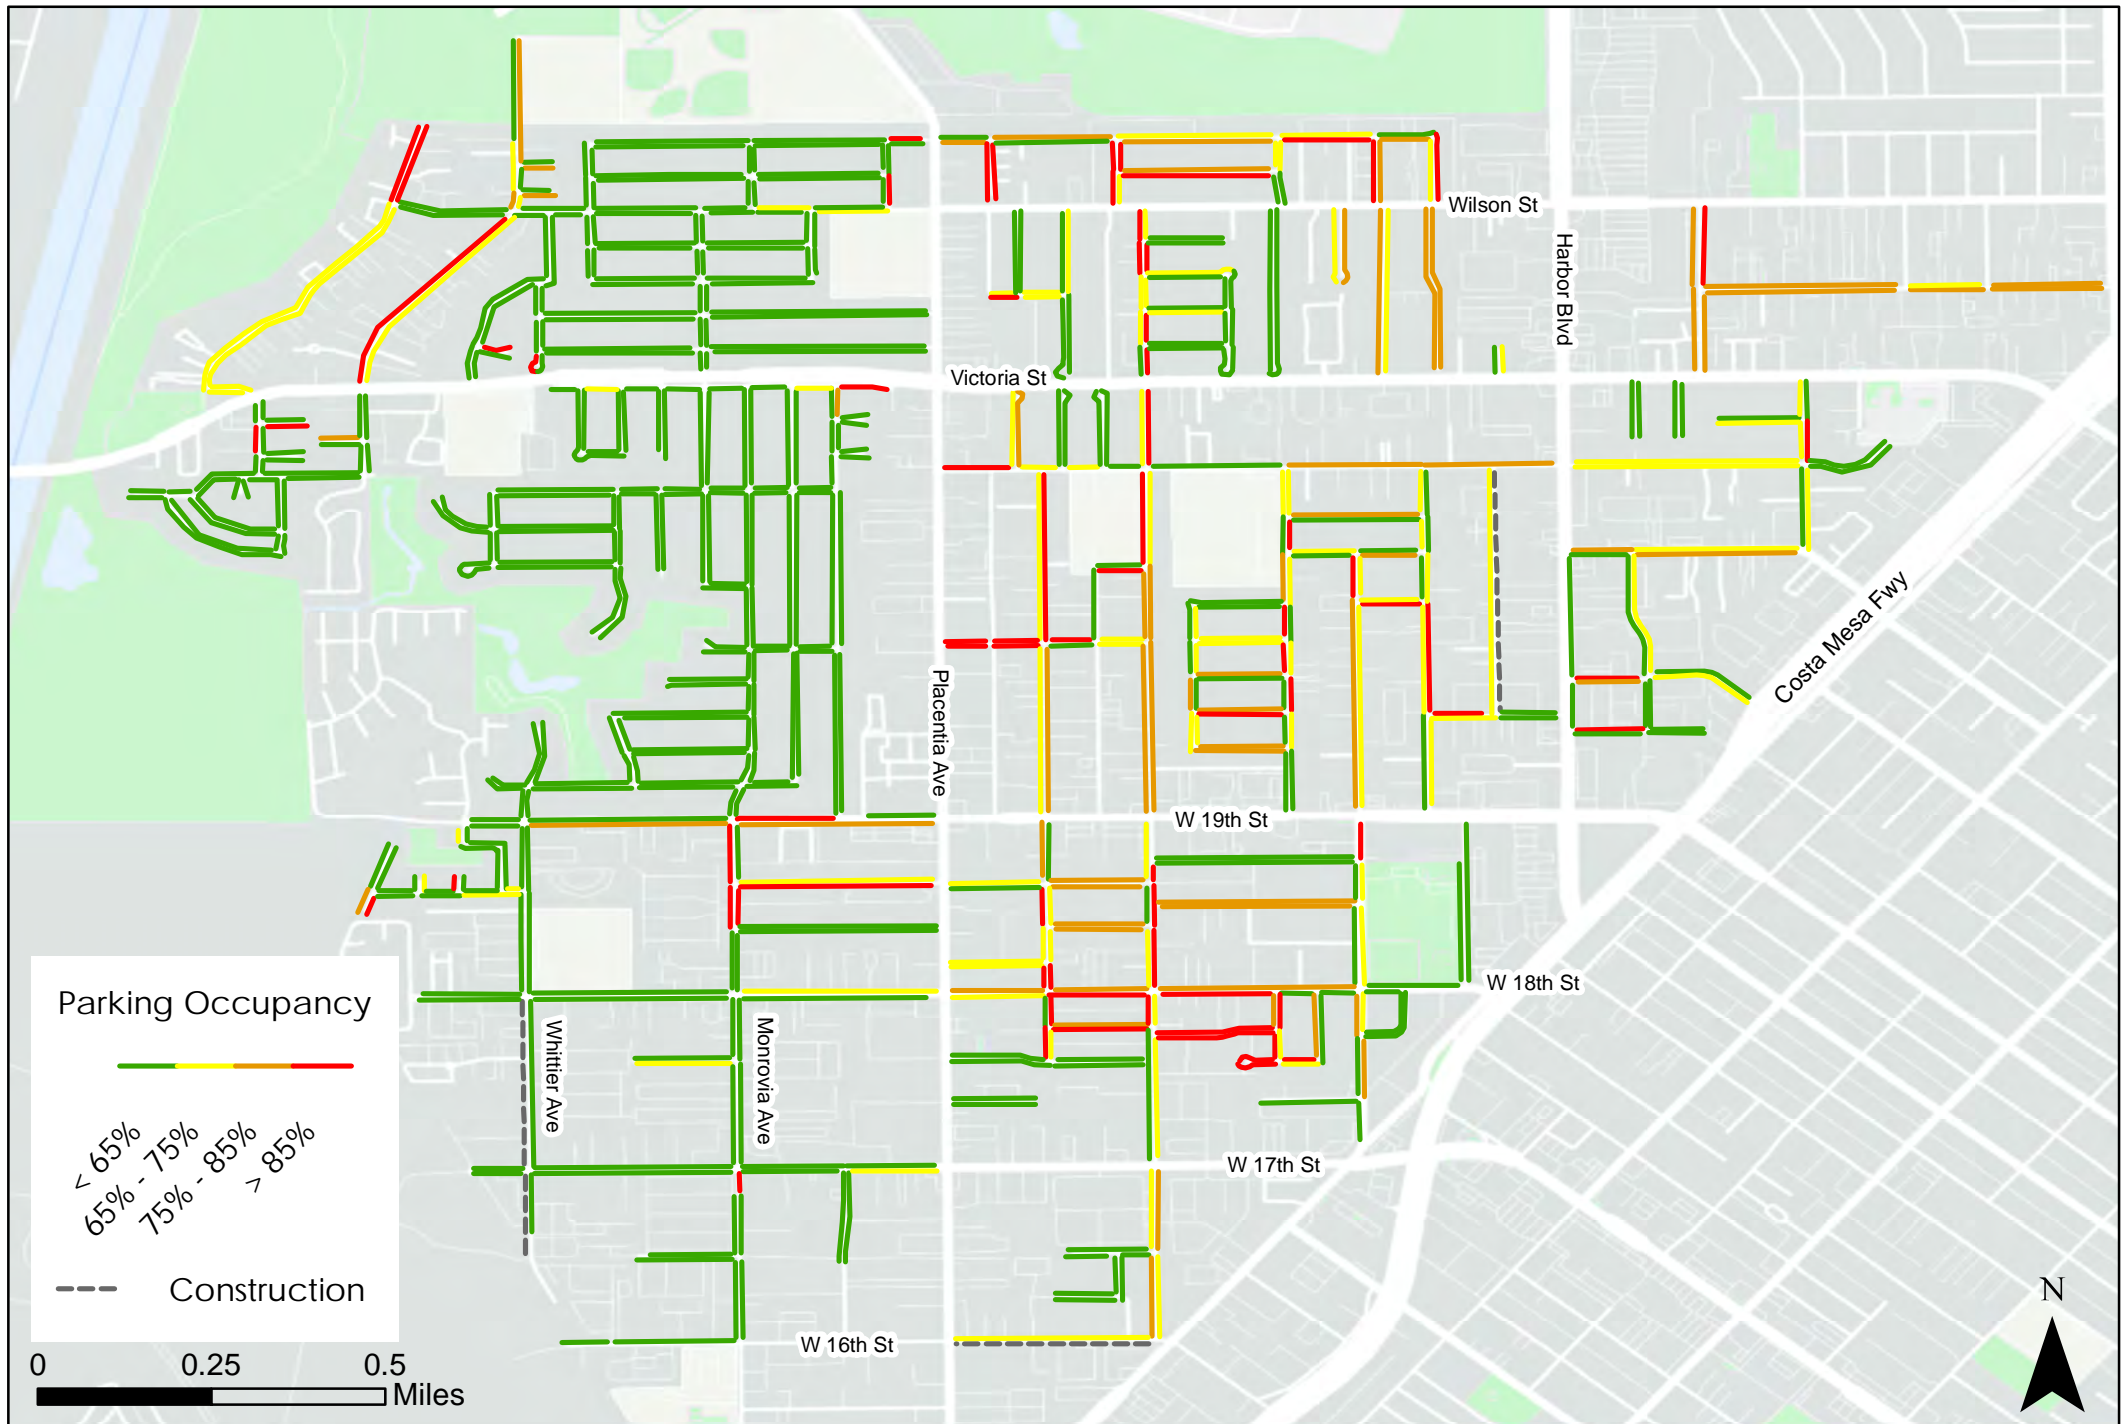 Wilson St
Harbor Blvd
Victoria St
Costa Mesa Fwy
Placentia Ave
W 19th St
W 18th St
Parking Occupancy
< 65%
65% - 75%
75% - 85%
> 85%
Construction
Whittier Ave
Monrovia Ave
W 17th St
W 16th St
N
0 0.25 0.5
Miles